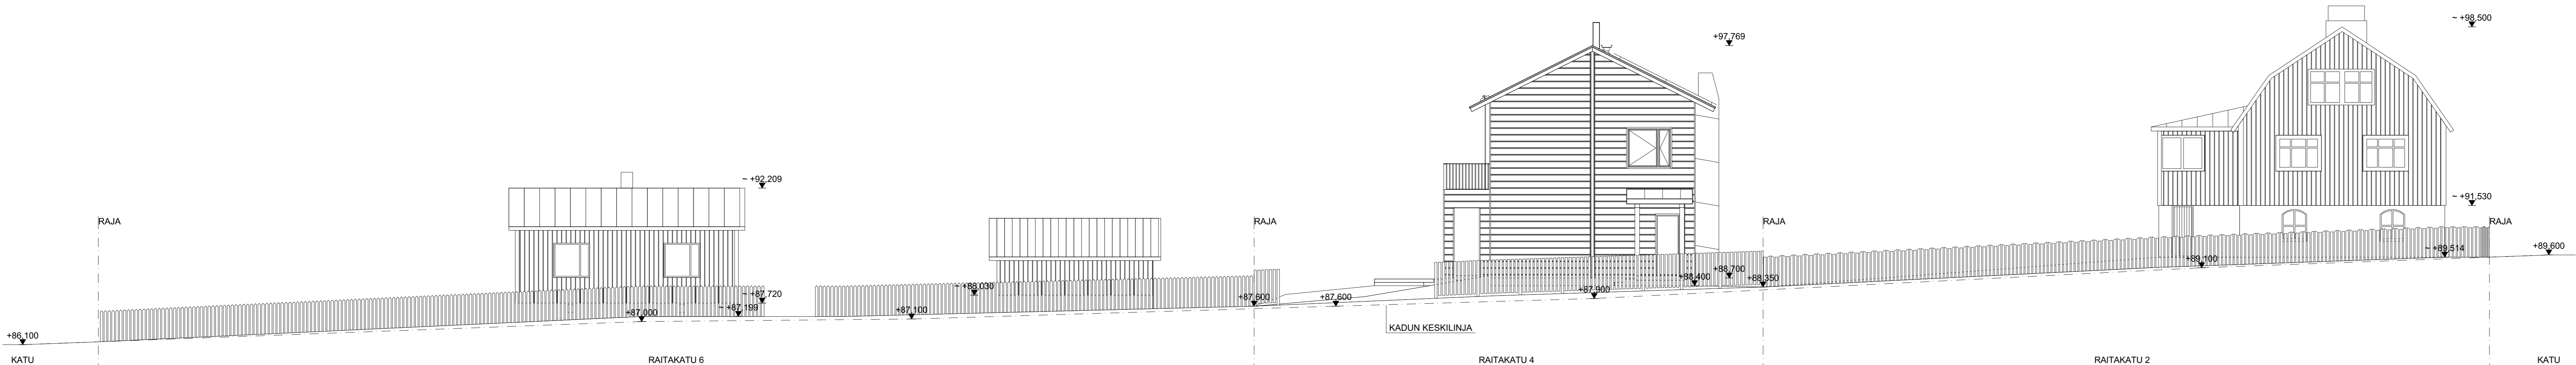 ~ +98.500
+97.769
~ +92.209
~ +91.530
RAJA
RAJA
RAJA
RAJA
+89.600
~ +89.514
+89.100
+88.700
+88.400
+88.350
~ +88.030
+87.900
~ +87.720
+87.600
+87.600
~ +87.199
+87.100
+87.000
KADUN KESKILINJA
+86.100
KATU
RAITAKATU 6
RAITAKATU 4
RAITAKATU 2
KATU